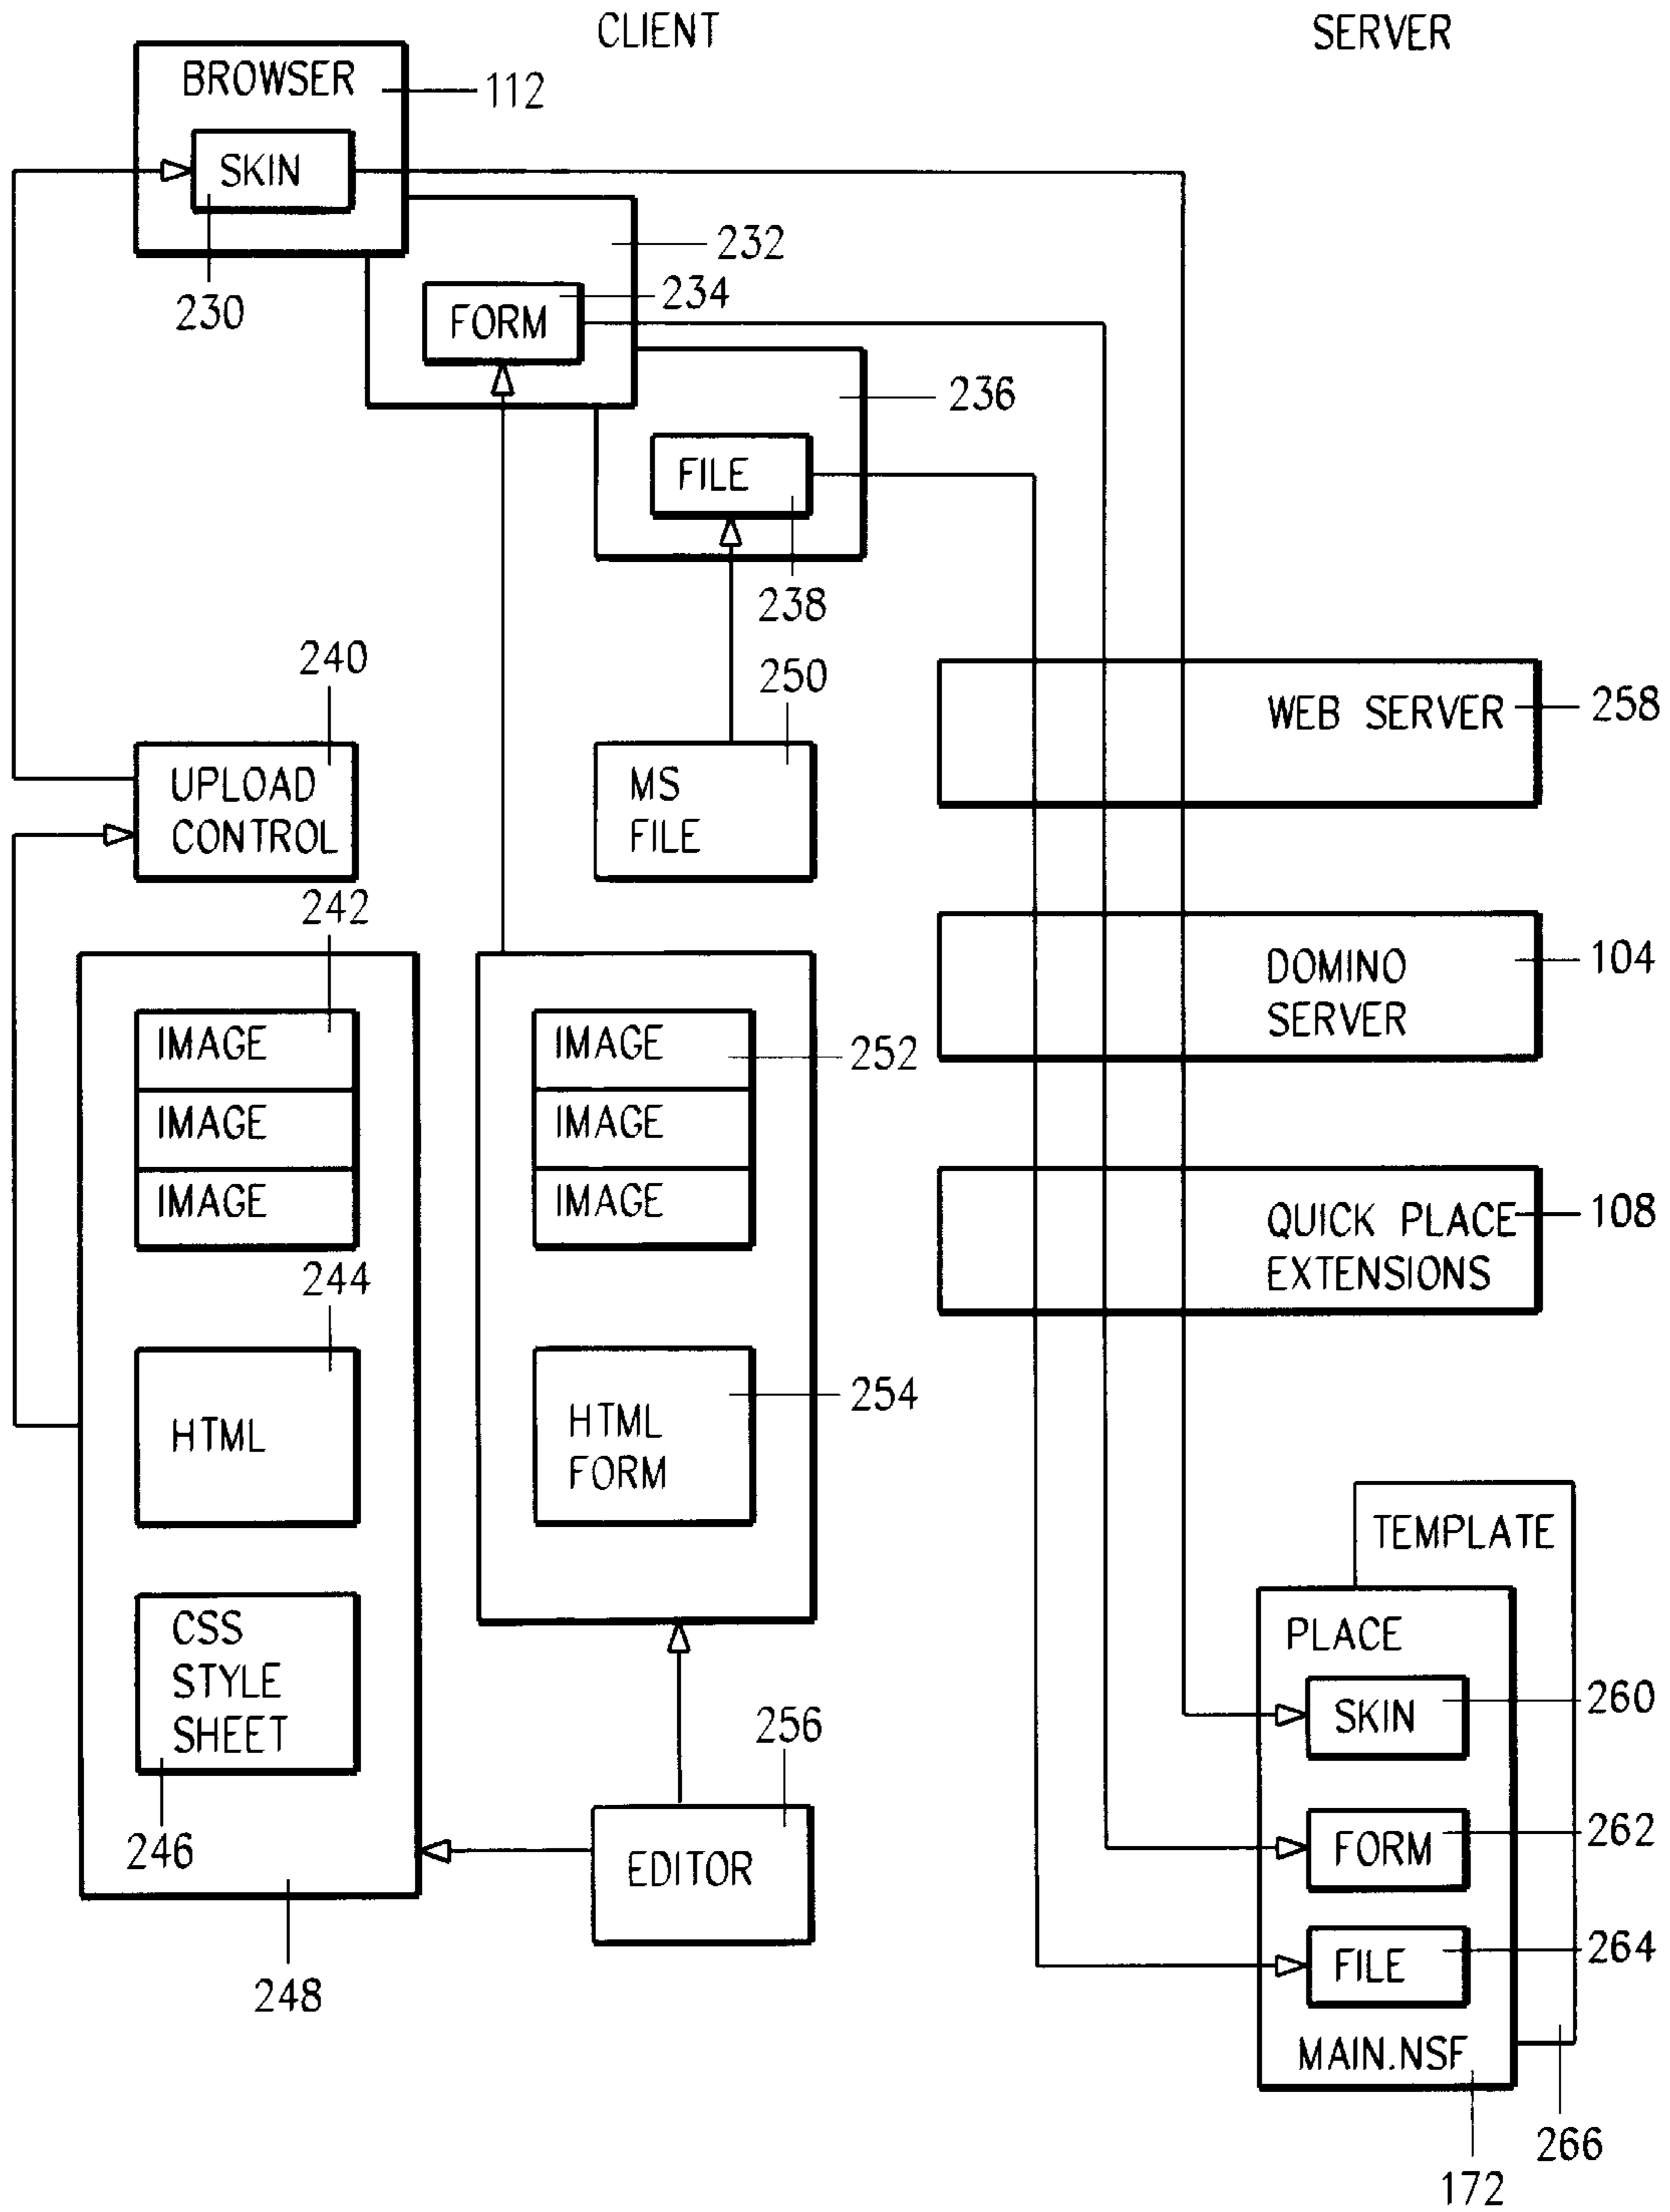 CLIENT
SERVER
BROWSER
112
SKIN
230
232
234
FORM
236
FILE
238
240
250
UPLOAD
CONTROL
MS
FILE
WEB SERVER
258
242
IMAGE
IMAGE
IMAGE
252
IMAGE
IMAGE
IMAGE
DOMINO
SERVER
104
QUICK PLACE
EXTENSIONS
108
244
HTML
254
HTML
FORM
CSS
STYLE
SHEET
246
248
256
EDITOR
TEMPLATE
PLACE
SKIN
260
FORM
262
FILE
264
MAIN.NSF
266
172